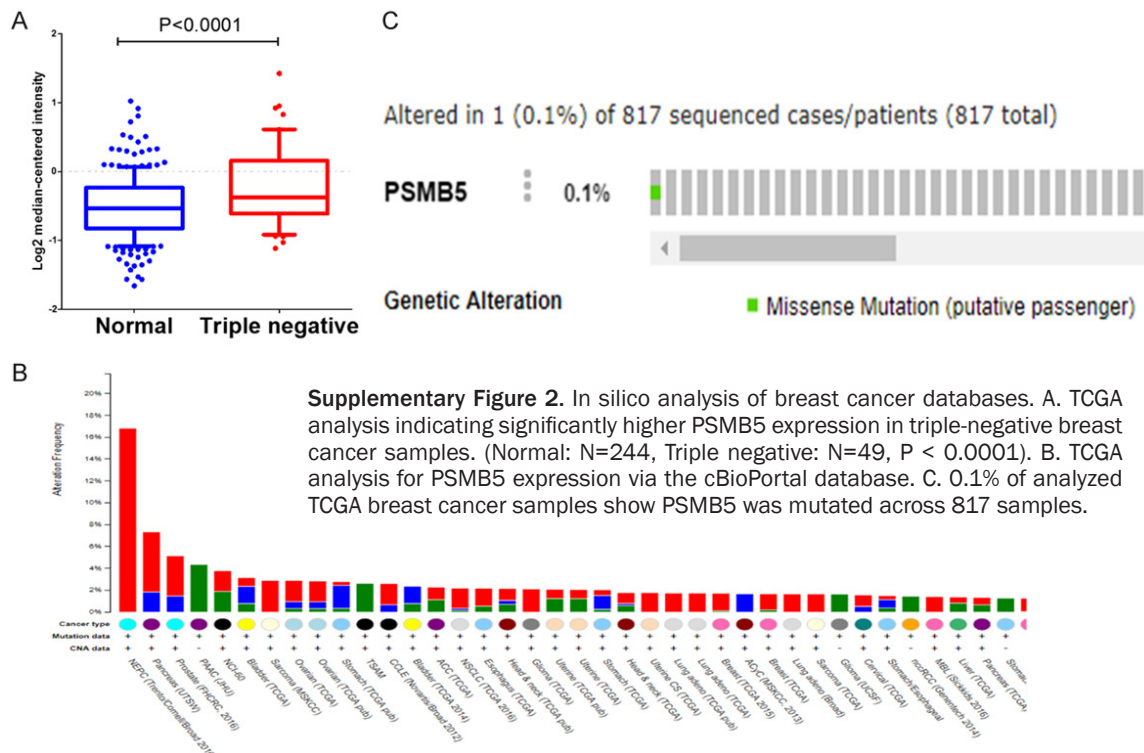 A
P<0.0001
Log2 median-centered intensity
1
0
-1
-2
Normal
Triple negative
C
Altered in 1 (0.1%) of 817 sequenced cases/patients (817 total)
PSMB5
0.1%
Genetic Alteration
Missense Mutation (putative passenger)
B
Supplementary Figure 2. In silico analysis of breast cancer databases. A. TCGA
analysis indicating significantly higher PSMB5 expression in triple-negative breast
cancer samples. (Normal: N=244, Triple negative: N=49, P < 0.0001). B. TCGA
analysis for PSMB5 expression via the cBioPortal database. C. 0.1% of analyzed
TCGA breast cancer samples show PSMB5 was mutated across 817 samples.
Alteration Frequency
20%
18%
16%
14%
12%
10%
8%
6%
4%
2%
0%
Cancer type
Mutation data
+ + + + + + + + + + + + + + + + + + + + + + + + + + + + + + + + + + + +
CNA data
NEPC (Trento/Cornell/Broad 2016
Pancreas (UTSW)
Prostate (FHCRC, 2016)
PAAC (JHU)
NCI-60
Bladder (TCGA)
Sarcoma (MSKCC)
Ovarian (TCGA)
Ovarian (TCGA pub)
Stomach (TCGA pub)
TSAM
CCLE (Novartis/Broad 2012)
Bladder (TCGA pub)
ACC (TCGA 2014)
NSCLC (TCGA 2016)
Esophagus (TCGA)
Head & neck (TCGA pub)
Glioma (TCGA)
Uterine (TCGA pub)
Uterine (TCGA)
Stomach (TCGA)
Head & neck (TCGA)
Uterine CS (TCGA)
Lung adeno (TCGA)
Lung adeno (TCGA pub)
Breast (TCGA 2015)
ACyC (MSKCC, 2013)
Breast (TCGA)
Lung adeno (Broad)
Sarcoma (TCGA)
Glioma (UCSF)
Cervical (TCGA)
Stomach/Esophageal
nccRCC (Genentech 2014)
MBL (Sickkids 2016)
Liver (TCGA)
Pancreas (TCGA)